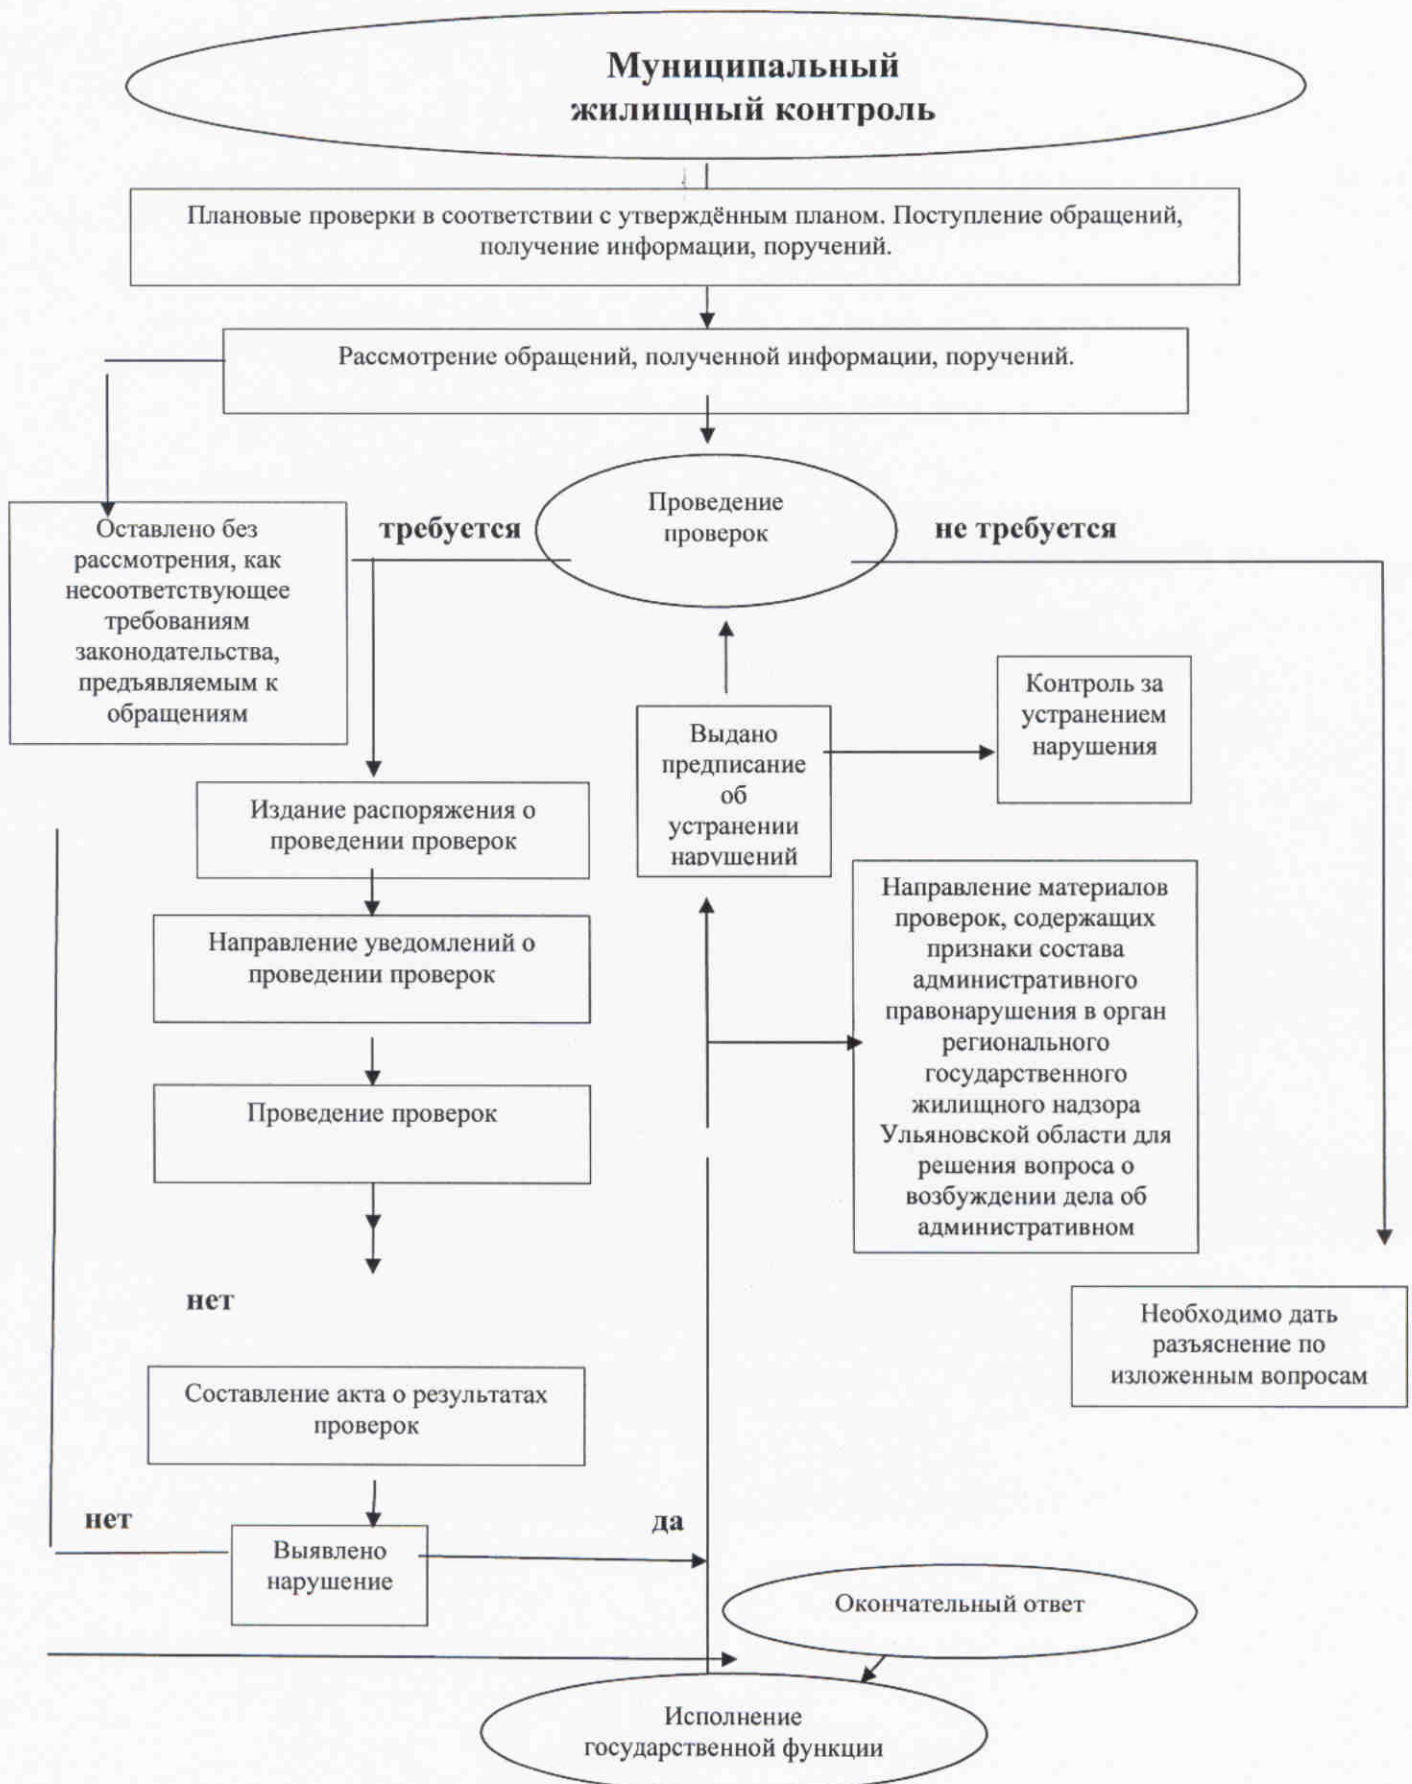 Муниципальный
жилищный контроль
Плановые проверки в соответствии с утверждённым планом. Поступление обращений,
получение информации, поручений.
Рассмотрение обращений, полученной информации, поручений.
Проведение
проверок
требуется
не требуется
Оставлено без
рассмотрения, как
несоответствующее
требованиям
законодательства,
предъявляемым к
обращениям
Контроль за
устранением
нарушения
Выдано
предписание
об
устранении
нарушений
Издание распоряжения о
проведении проверок
Направление уведомлений о
проведении проверок
Проведение проверок
Направление материалов
проверок, содержащих
признаки состава
административного
правонарушения в орган
регионального
государственного
жилищного надзора
Ульяновской области для
решения вопроса о
возбуждении дела об
административном
нет
Необходимо дать
разъяснение по
изложенным вопросам
Составление акта о результатах
проверок
нет
да
Выявлено
нарушение
Окончательный ответ
Исполнение
государственной функции